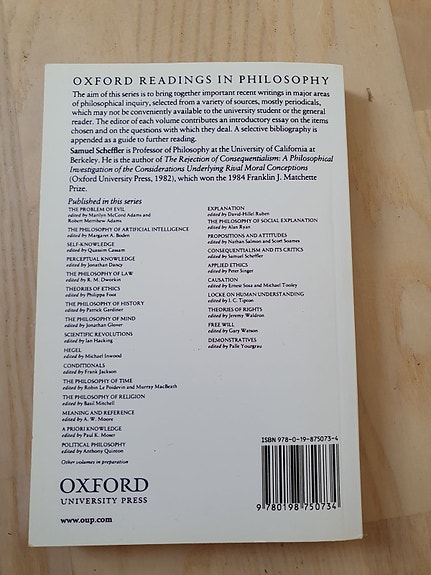 OXFORD READINGS IN PHILOSOPHY
The aim of this series is to bring together important recent writings in major areas
of philosophical inquiry, selected from a variety of sources, mostly periodicals,
which may not be conveniently available to the university student or the general
reader. The editor of each volume contributes an introductory essay on the items
chosen and on the questions with which they deal. A selective bibliography is
appended as a guide to further reading.
Samuel Scheffler is Professor of Philosophy at the University of California at
Berkeley. He is the author of The Rejection of Consequentialism: A Philosophical
Investigation of the Considerations Underlying Rival Moral Conceptions
(Oxford University Press, 1982), which won the 1984 Franklin J. Matchette
Prize.
Published in this series
THE PROBLEM OF EVIL
edited by Marilyn McCord Adams and
Robert Merrihew Adams
THE PHILOSOPHY OF ARTIFICIAL INTELLIGENCE
edited by Margaret A. Boden
SELF-KNOWLEDGE
edited by Quassim Cassam
PERCEPTUAL KNOWLEDGE
edited by Jonathan Dancy
THE PHILOSOPHY OF LAW
edited by R. M. Dworkin
THEORIES OF ETHICS
edited by Philippa Foot
THE PHILOSOPHY OF HISTORY
edited by Patrick Gardiner
THE PHILOSOPHY OF MIND
edited by Jonathan Glover
SCIENTIFIC REVOLUTIONS
edited by Ian Hacking
HEGEL
edited by Michael Inwood
CONDITIONALS
edited by Frank Jackson
THE PHILOSOPHY OF TIME
edited by Robin Le Poidevin and Murray MacBeath
THE PHILOSOPHY OF RELIGION
edited by Basil Mitchell
MEANING AND REFERENCE
edited by A. W. Moore
A PRIORI KNOWLEDGE
edited by Paul K. Moser
POLITICAL PHILOSOPHY
edited by Anthony Quinton
Other volumes in preparation
EXPLANATION
edited by David-Hillel Ruben
THE PHILOSOPHY OF SOCIAL EXPLANATION
edited by Alan Ryan
PROPOSITIONS AND ATTITUDES
edited by Nathan Salmon and Scott Soames
CONSEQUENTIALISM AND ITS CRITICS
edited by Samuel Scheffler
APPLIED ETHICS
edited by Peter Singer
CAUSATION
edited by Ernest Sosa and Michael Tooley
LOCKE ON HUMAN UNDERSTANDING
edited by I. C. Tipton
THEORIES OF RIGHTS
edited by Jeremy Waldron
FREE WILL
edited by Gary Watson
DEMONSTRATIVES
edited by Palle Yourgrau
OXFORD
UNIVERSITY PRESS
www.oup.com
ISBN 978-0-19-875073-4
9 780198 750734